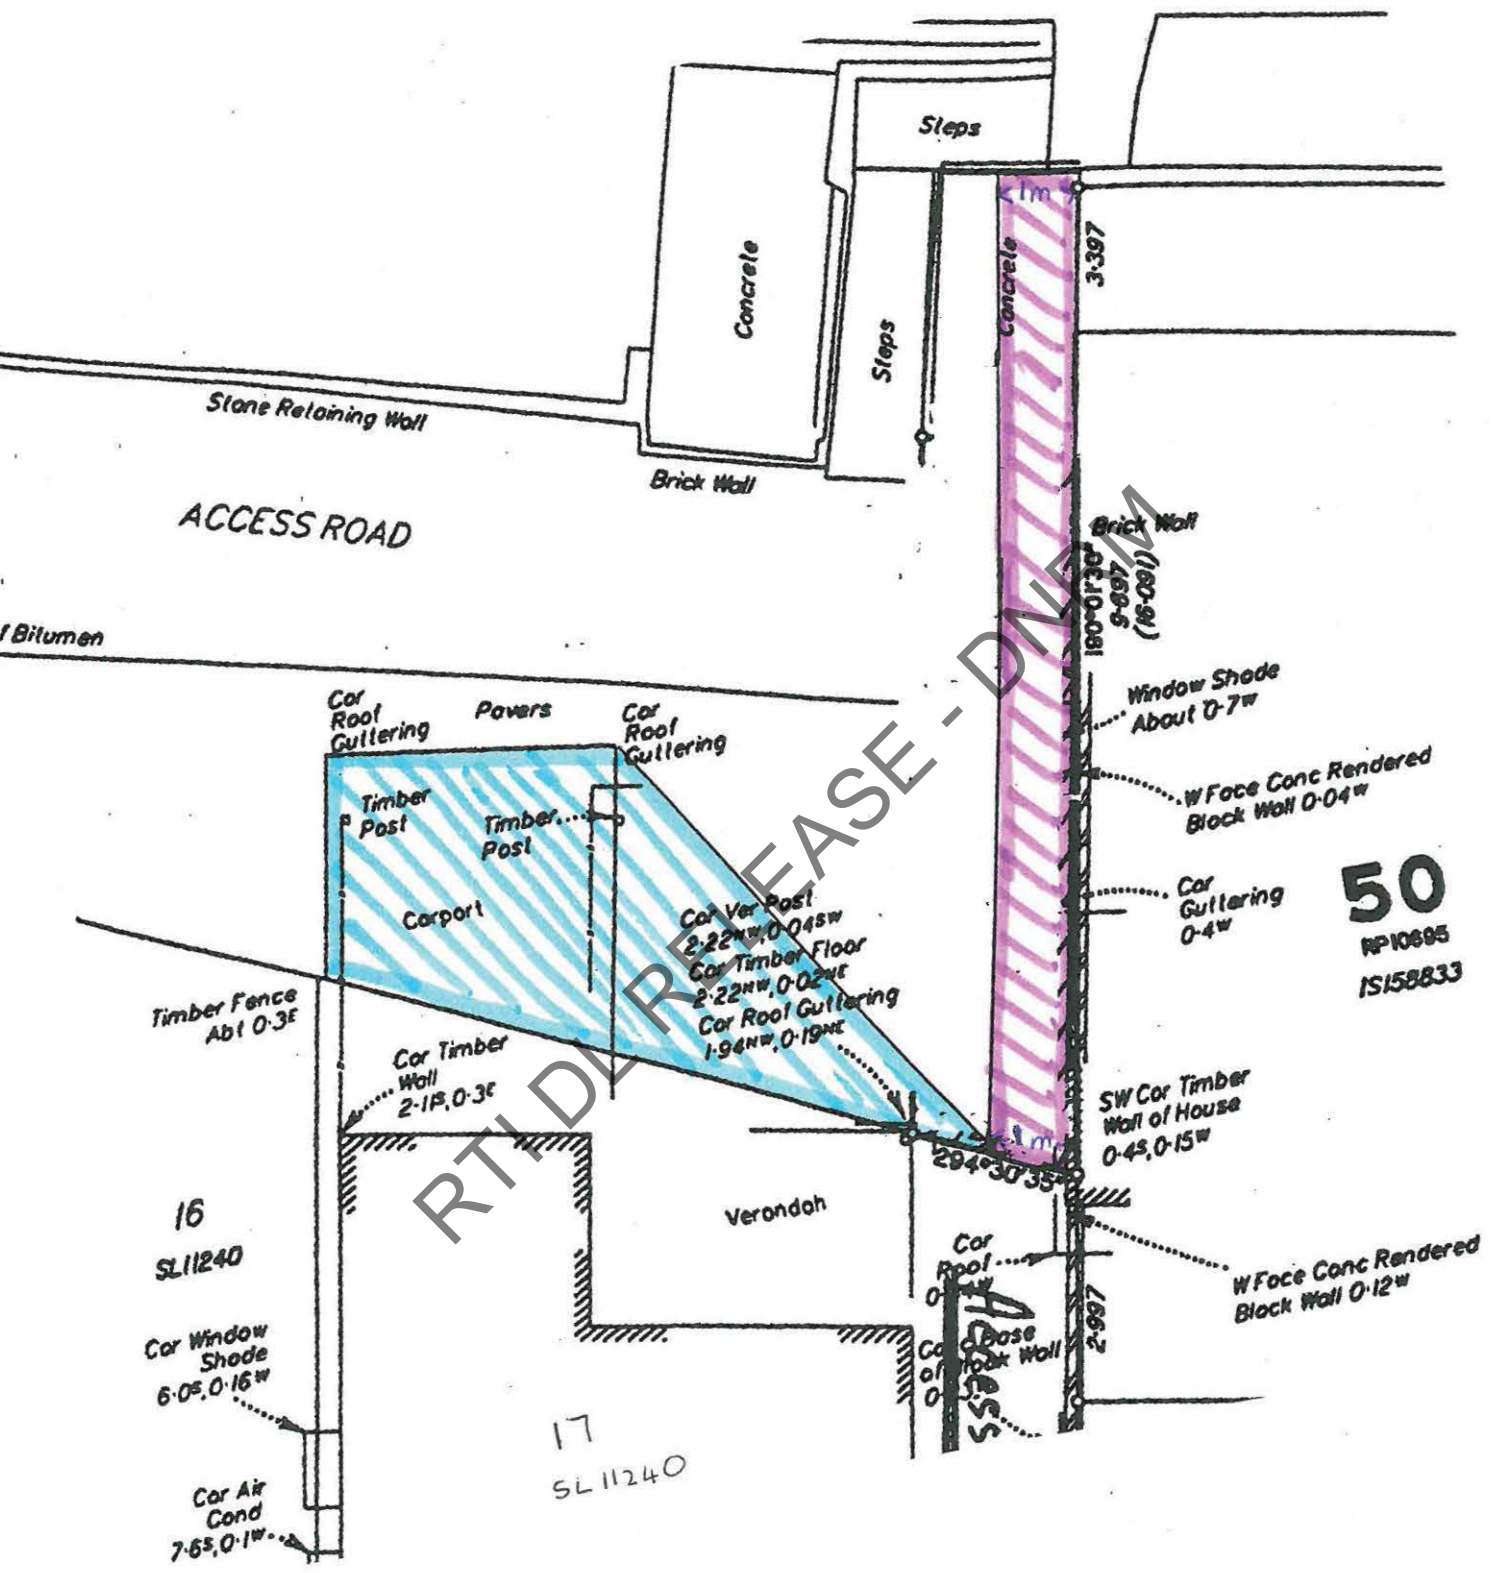 Steps
1m
3·397
Concrete
Concrete
Steps
Stone Retaining Wall
Brick Wall
ACCESS ROAD
Brick Wall
180°01'30"
(16·091)
f Bitumen
Window Shade
About 0·7W
Cor
Roof
Guttering
Pavers
Cor
Roof
Guttering
W Face Conc Rendered
Block Wall 0·04W
Timber
Post
Timber
Post
Carport
Cor
Guttering
0·4W
50
RP10695
IS158833
Cor Ver Post
2·22NW,0·04SW
Cor Timber Floor
2·22NW,0·02NE
Cor Roof Guttering
1·94NW,0·19NE
Timber Fence
Abt 0·3E
Cor Timber
Wall
2·1S,0·3E
SW Cor Timber
Wall of House
0·4S,0·15W
1m
294°30'35"
16
SL11240
Verandah
Cor
Roof
W Face Conc Rendered
Block Wall 0·12W
2·997
Access
Base
Wall
Cor Window
Shade
6·0S,0·16W
17
SL11240
Cor Air
Cond
7·6S,0·1W
RTI DL RELEASE - DNRM